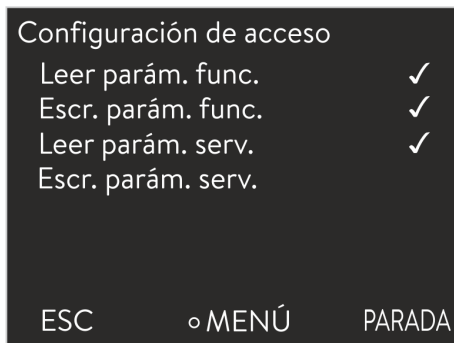 Configuración de acceso
Leer parám. func. ✓
Escr. parám. func. ✓
Leer parám. serv. ✓
Escr. parám. serv.
ESC ○ MENÚ PARADA